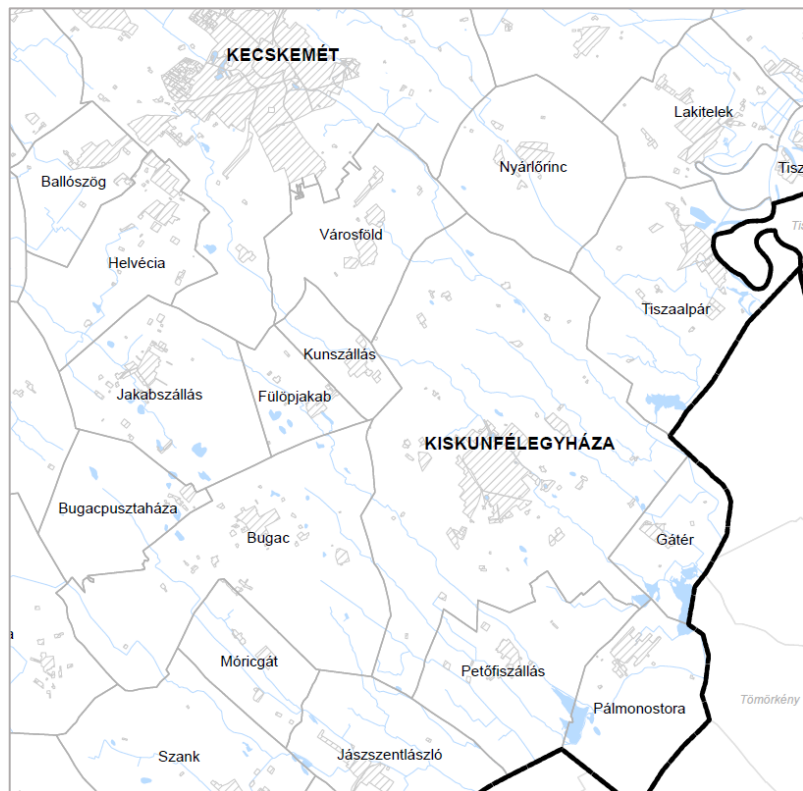 KECSKEMÉT
Lakitelek
Nyárlőrinc
Tisz
Ballószög
Városföld
Helvécia
Tiszaalpár
Kunszállás
Jakabszállás
Fülöpjakab
KISKUNFÉLEGYHÁZA
Bugacpusztaháza
Bugac
Gátér
a
Móricgát
Petőfiszállás
Tömörkény
Pálmonostora
Szank
Jászszentlászló